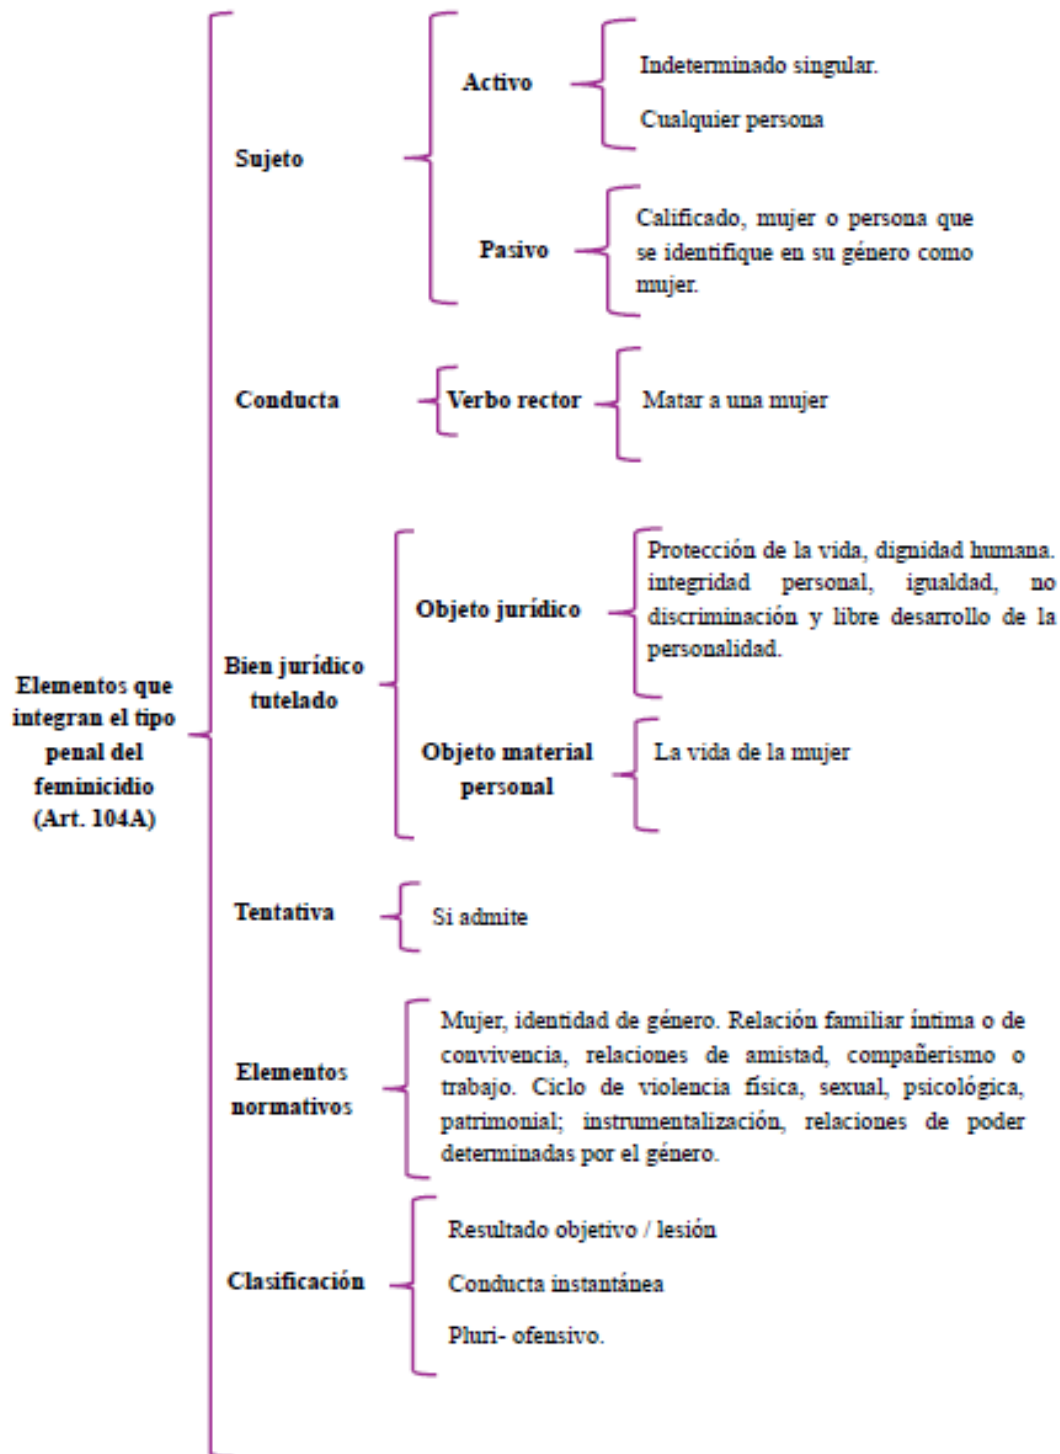 Elementos que
integran el tipo
penal del
feminicidio
(Art. 104A)
Sujeto
Activo
Indeterminado singular.
Cualquier persona
Pasivo
Calificado, mujer o persona que
se identifique en su género como
mujer.
Conducta
Verbo rector
Matar a una mujer
Bien jurídico
tutelado
Objeto jurídico
Protección de la vida, dignidad humana.
integridad personal, igualdad, no
discriminación y libre desarrollo de la
personalidad.
Objeto material
personal
La vida de la mujer
Tentativa
Si admite
Elementos
normativos
Mujer, identidad de género. Relación familiar íntima o de
convivencia, relaciones de amistad, compañerismo o
trabajo. Ciclo de violencia física, sexual, psicológica,
patrimonial; instrumentalización, relaciones de poder
determinadas por el género.
Clasificación
Resultado objetivo / lesión
Conducta instantánea
Pluri- ofensivo.